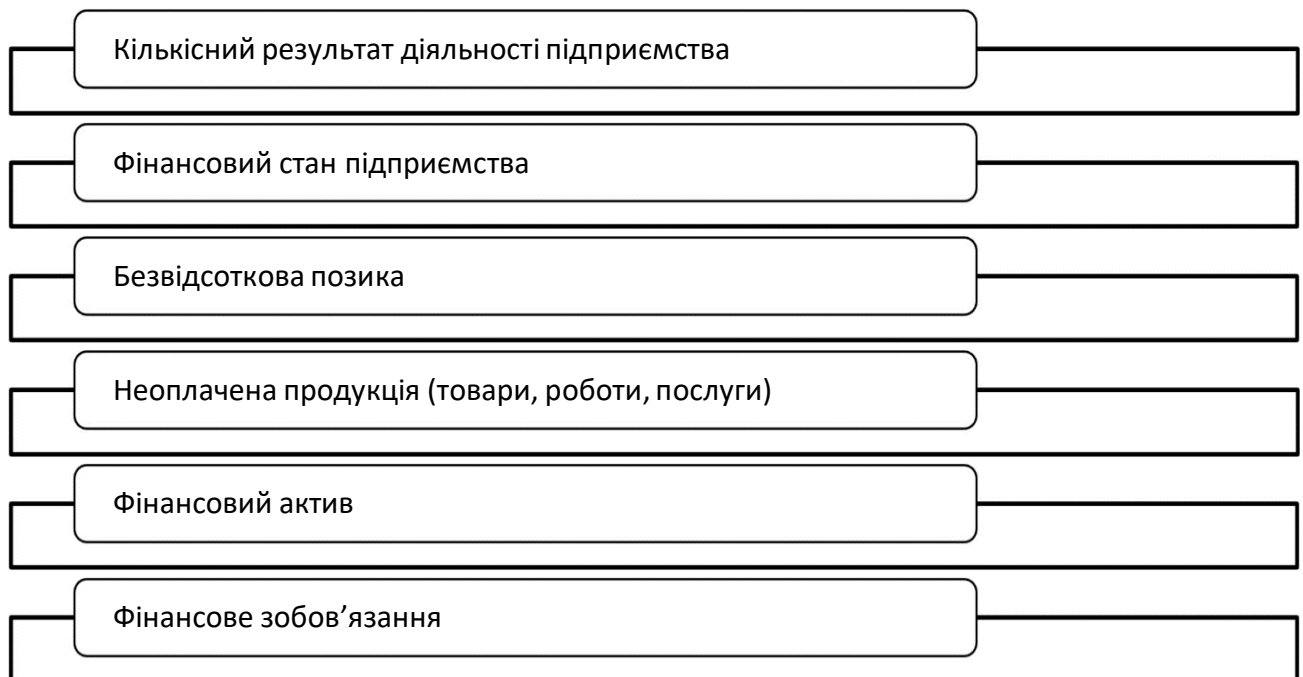 Кількісний результат діяльності підприємства
Фінансовий стан підприємства
Безвідсоткова позика
Неоплачена продукція (товари, роботи, послуги)
Фінансовий актив
Фінансове зобов’язання